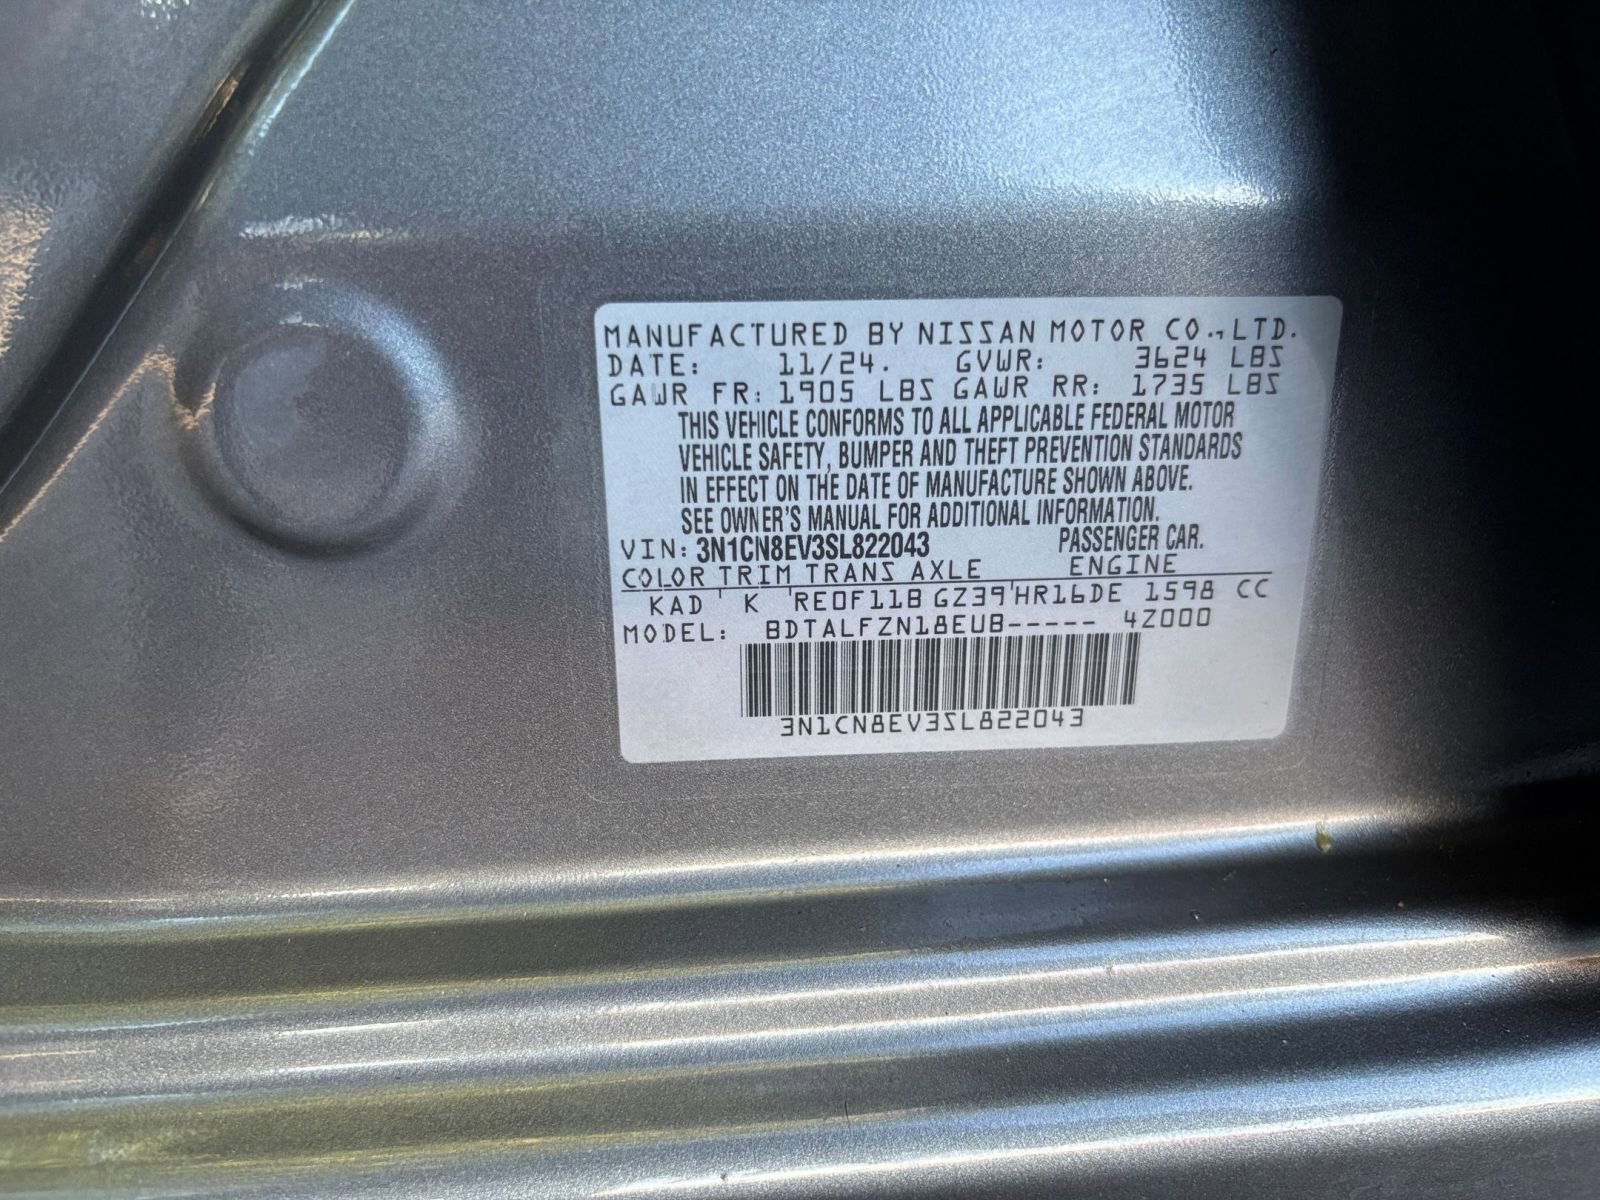 MANUFACTURED BY NISSAN MOTOR CO., LTD.
DATE: 11/24. GVWR: 3624 LBS
GAWR FR: 1905 LBS GAWR RR: 1735 LBS
THIS VEHICLE CONFORMS TO ALL APPLICABLE FEDERAL MOTOR
VEHICLE SAFETY, BUMPER AND THEFT PREVENTION STANDARDS
IN EFFECT ON THE DATE OF MANUFACTURE SHOWN ABOVE.
SEE OWNER'S MANUAL FOR ADDITIONAL INFORMATION.
VIN: 3N1CN8EV3SL822043 PASSENGER CAR.
COLOR TRIM TRANS AXLE ENGINE
KAD K RE0F11B GZ39 HR16DE 1598 CC
MODEL: BDTALFZN18EUB----- 4Z000
3N1CN8EV3SL822043